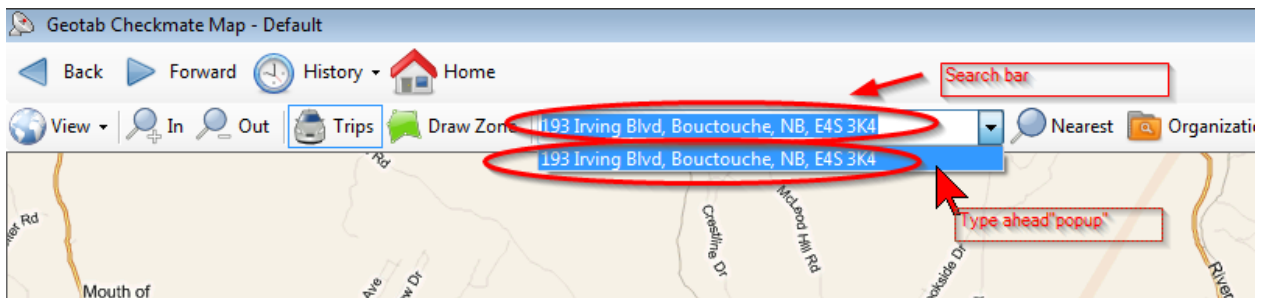 Geotab Checkmate Map - Default
Back Forward History Home
Search bar
View In Out Trips Draw Zone 193 Irving Blvd, Bouctouche, NB, E4S 3K4 Nearest Organizati
193 Irving Blvd, Bouctouche, NB, E4S 3K4
Type ahead"popup"
Rd
Rd
McLeod Hill Rd
Crestline Dr
Dr
Ave
Dr
River
Mouth of